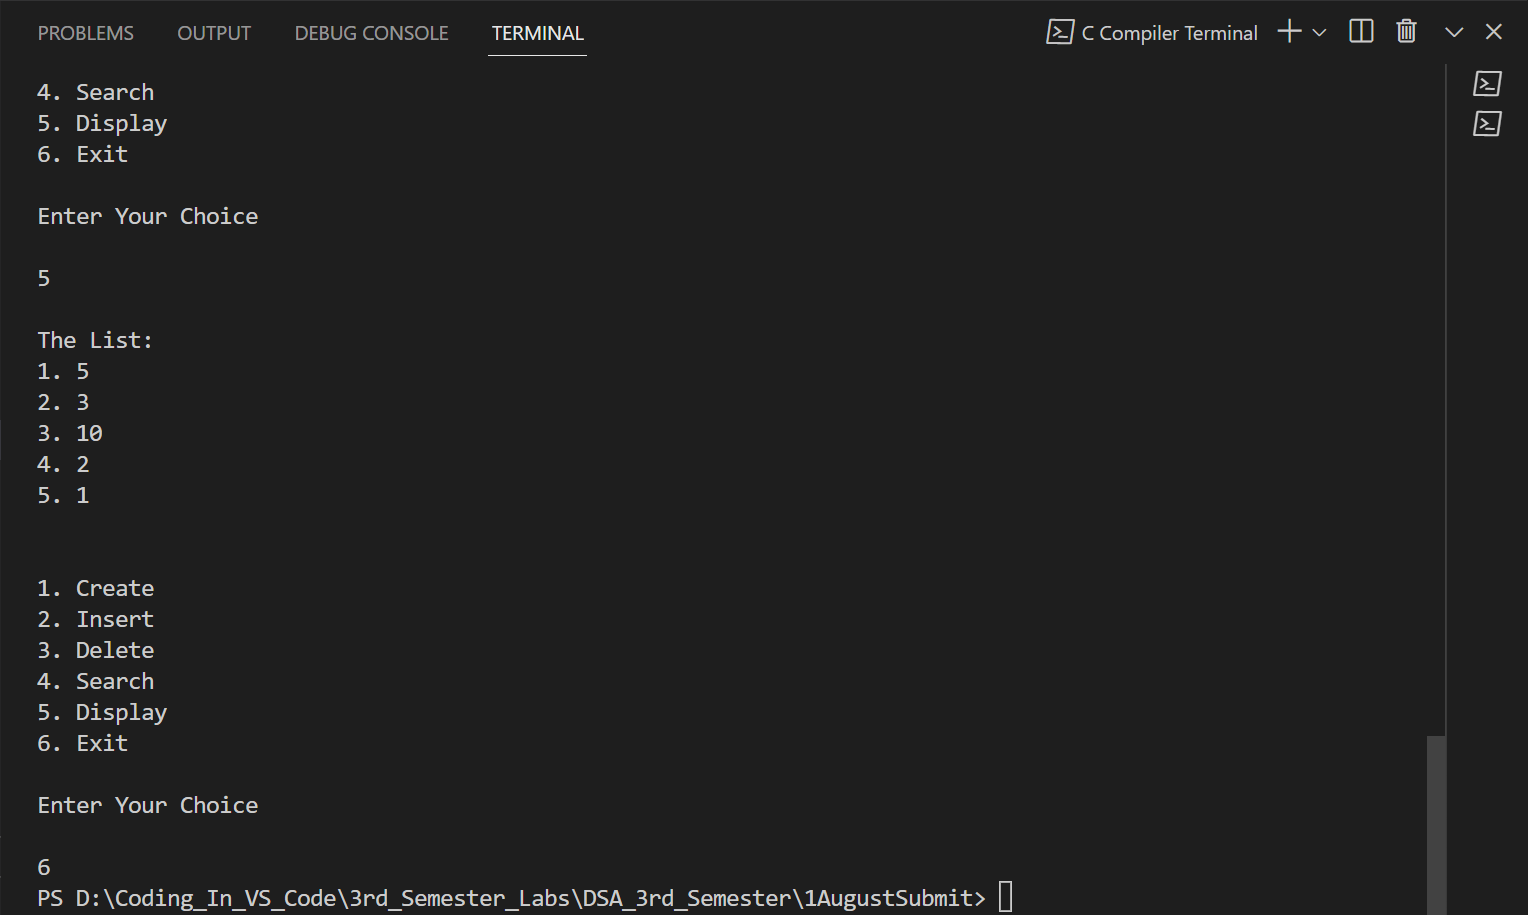 PROBLEMS OUTPUT DEBUG CONSOLE TERMINAL C Compiler Terminal
4. Search
5. Display
6. Exit
Enter Your Choice
5
The List:
1. 5
2. 3
3. 10
4. 2
5. 1
1. Create
2. Insert
3. Delete
4. Search
5. Display
6. Exit
Enter Your Choice
6
PS D:\Coding_In_VS_Code\3rd_Semester_Labs\DSA_3rd_Semester\1AugustSubmit>